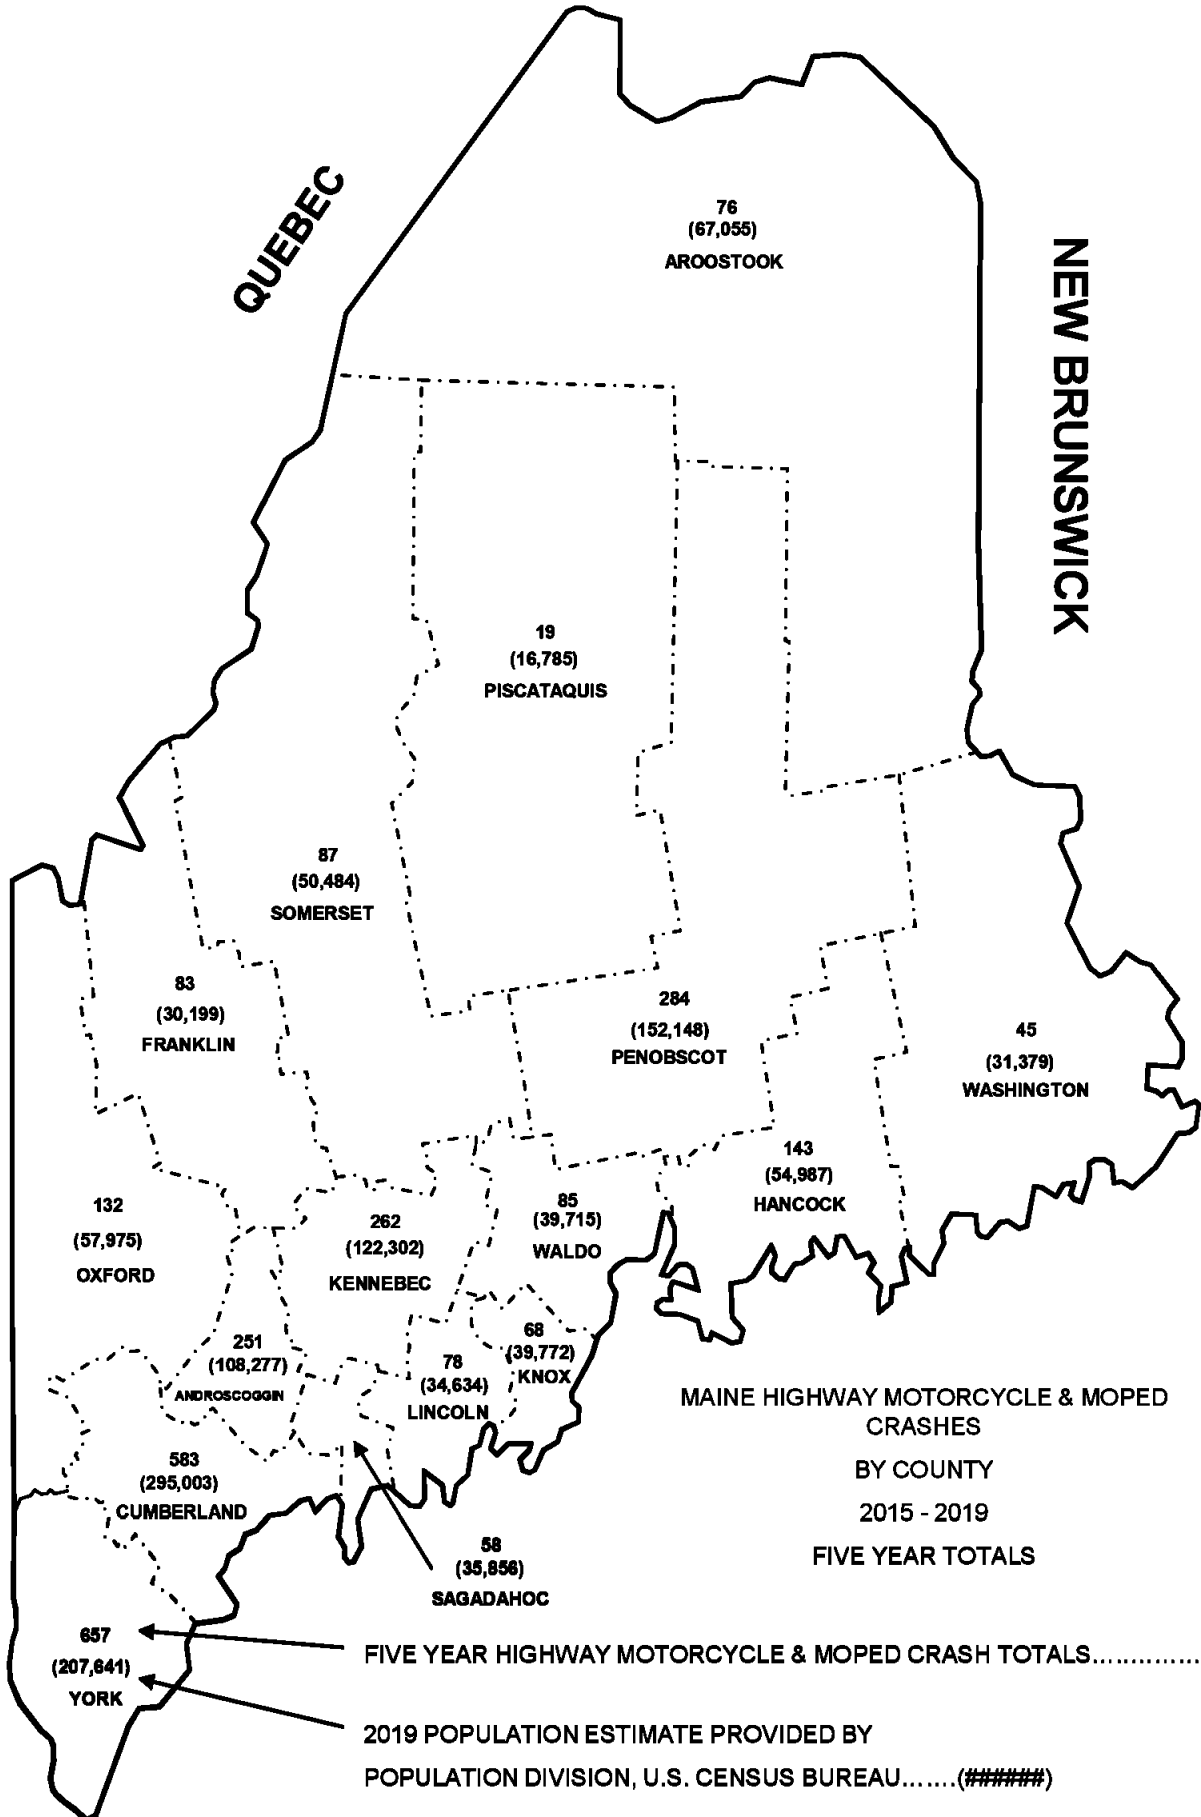 QUEBEC
NEW BRUNSWICK
76
(67,055)
AROOSTOOK
19
(16,785)
PISCATAQUIS
87
(50,484)
SOMERSET
83
(30,199)
FRANKLIN
284
(152,148)
PENOBSCOT
45
(31,379)
WASHINGTON
143
(54,987)
HANCOCK
132
(57,975)
OXFORD
262
(122,302)
KENNEBEC
85
(39,715)
WALDO
251
(108,277)
ANDROSCOGGIN
78
(34,634)
LINCOLN
68
(39,772)
KNOX
583
(295,003)
CUMBERLAND
58
(35,856)
SAGADAHOC
657
(207,641)
YORK
MAINE HIGHWAY MOTORCYCLE & MOPED
CRASHES
BY COUNTY
2015 - 2019
FIVE YEAR TOTALS
FIVE YEAR HIGHWAY MOTORCYCLE & MOPED CRASH TOTALS..............
2019 POPULATION ESTIMATE PROVIDED BY
POPULATION DIVISION, U.S. CENSUS BUREAU.......(######)